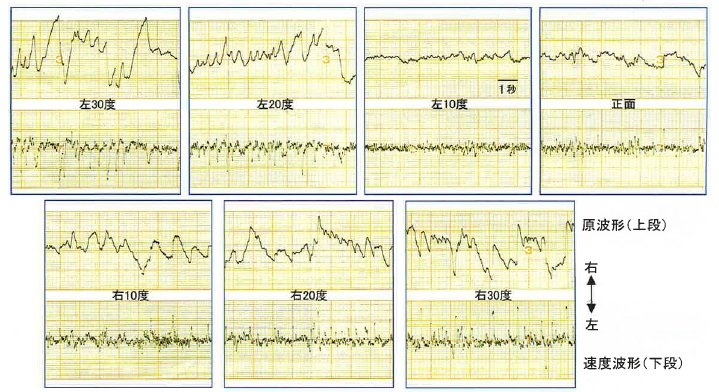 左30度
左20度
1秒
左10度
正面
右10度
右20度
右30度
原波形(上段)
右
左
速度波形(下段)